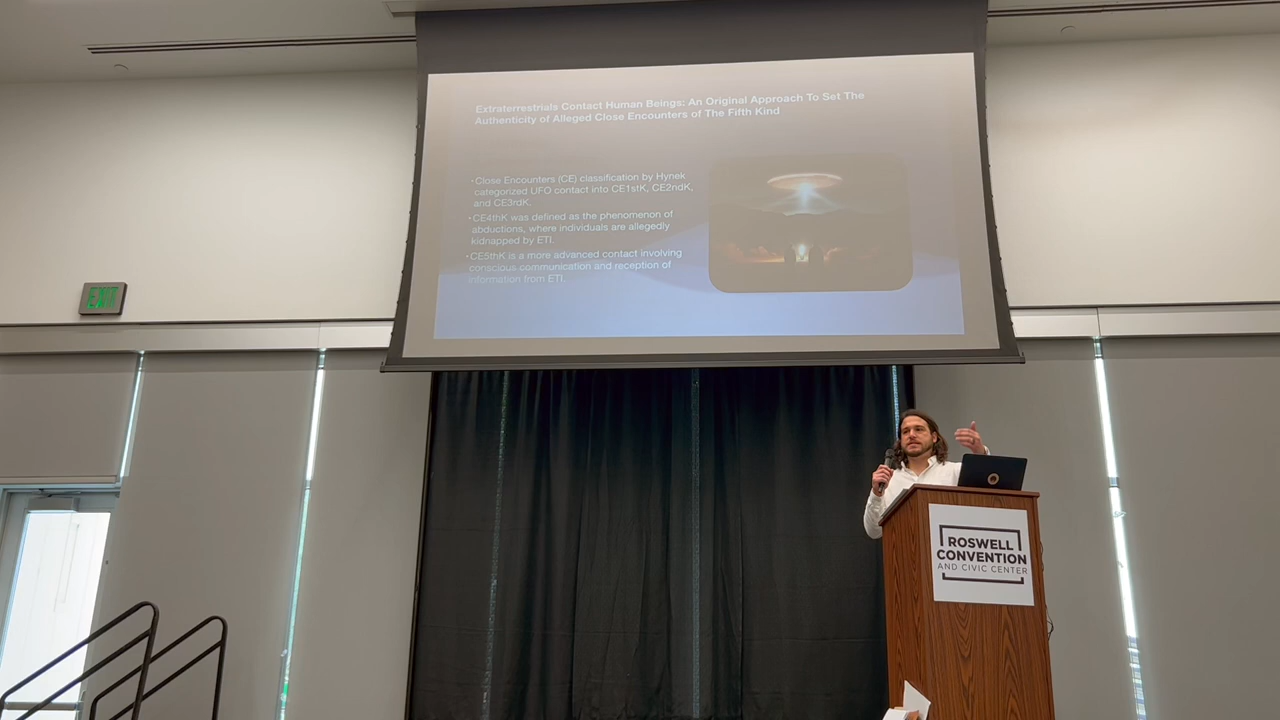 Extraterrestrials Contact Human Beings: An Original Approach To Set The
Authenticity of Alleged Close Encounters of The Fifth Kind
•Close Encounters (CE) classification by Hynek
categorized UFO contact into CE1stK, CE2ndK,
and CE3rdK.
•CE4thK was defined as the phenomenon of
abductions, where individuals are allegedly
kidnapped by ETI.
•CE5thK is a more advanced contact involving
conscious communication and reception of
information from ETI.
EXIT
ROSWELL
CONVENTION
AND CIVIC CENTER